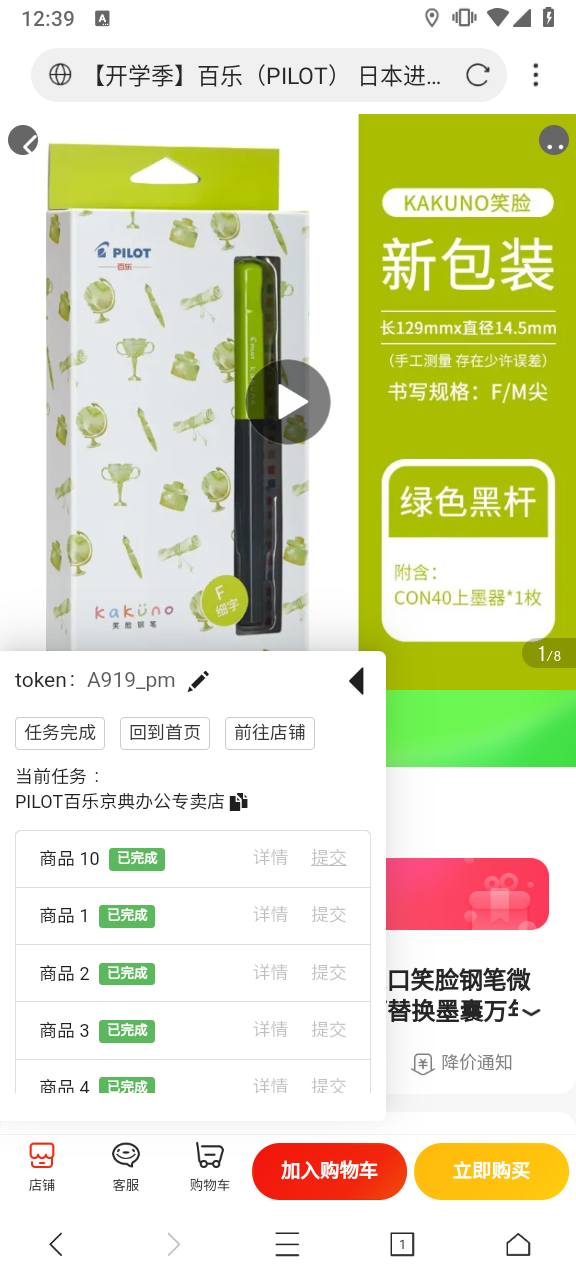 12:39
A
【开学季】百乐（PILOT） 日本进...
KAKUNO笑脸
新包装
长129mmx直径14.5mm
（手工测量 存在少许误差）
书写规格：F/M尖
绿色黑杆
附含：
CON40上墨器*1枚
PILOT
百乐
F
细字
kaküno
笑脸钢笔
1/8
token： A919_pm
任务完成
回到首页
前往店铺
当前任务：
PILOT百乐京典办公专卖店
商品 10 已完成 详情 提交
商品 1 已完成 详情 提交
商品 2 已完成 详情 提交
商品 3 已完成 详情 提交
商品 4 已完成 详情 提交
口笑脸钢笔微
替换墨囊万年
降价通知
店铺
客服
购物车
加入购物车
立即购买
1